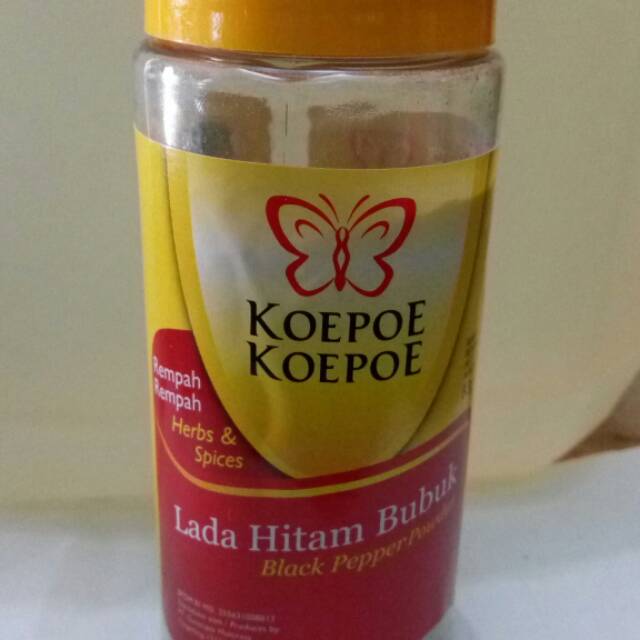 KOEPOE
KOEPOE
Rempah
Rempah
Herbs &
Spices
Lada Hitam Bubuk
Black Pepper Powder